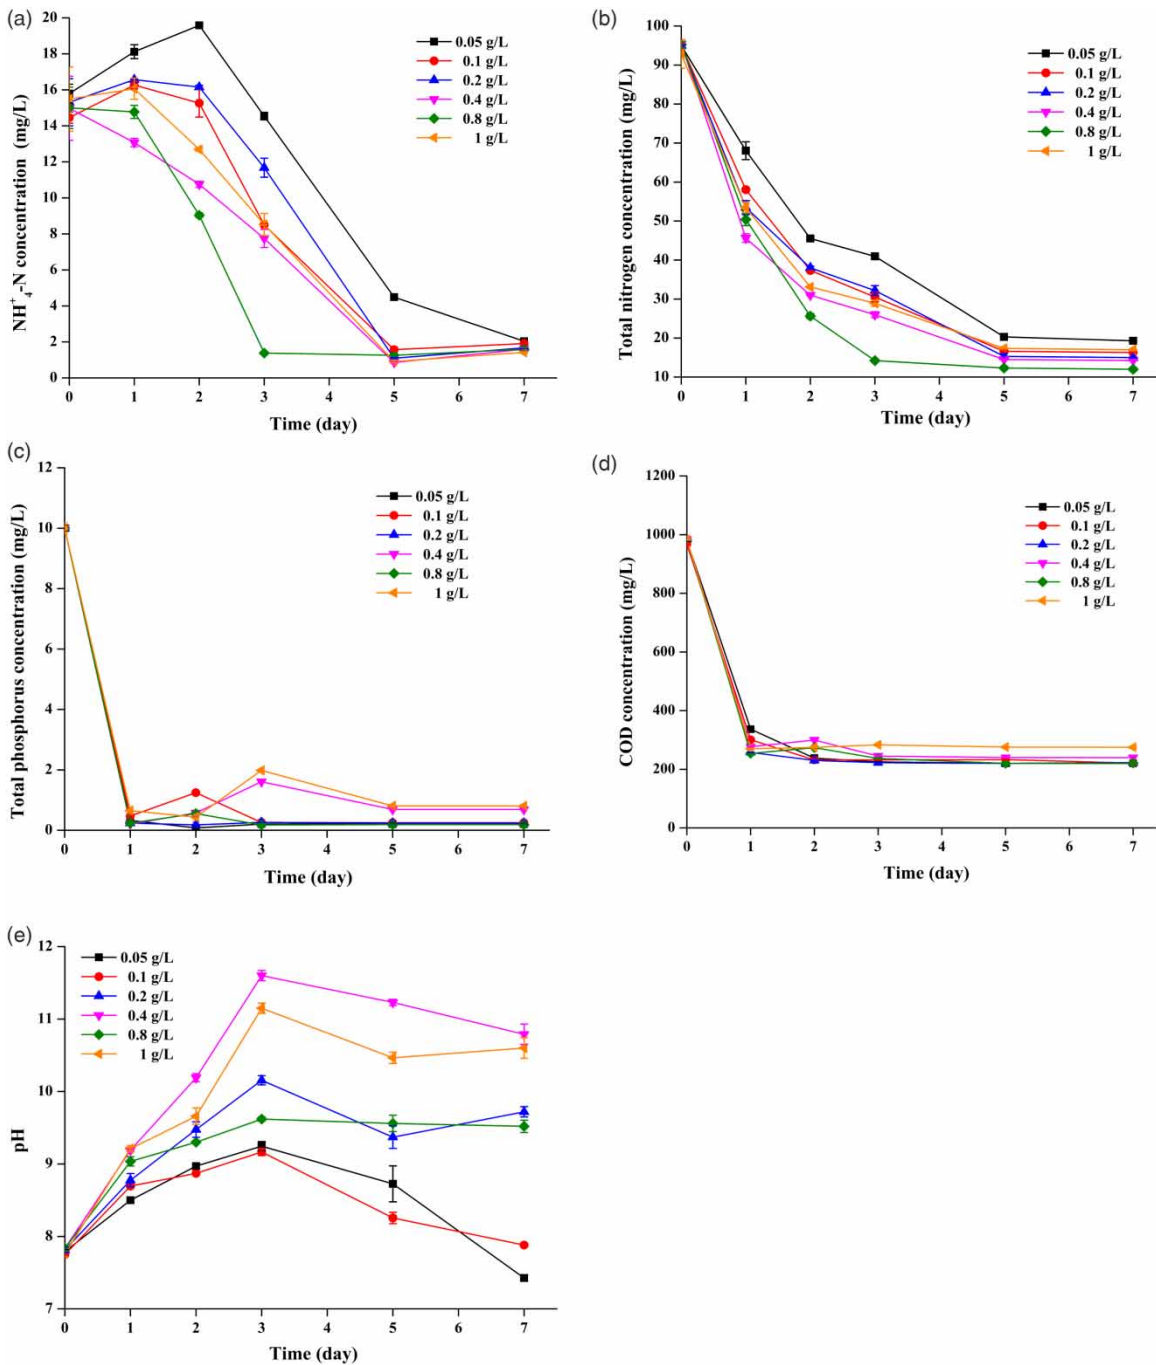 (a)
20
18
16
14
12
10
8
6
4
2
0
NH₄⁺-N concentration (mg/L)
0.05 g/L
0.1 g/L
0.2 g/L
0.4 g/L
0.8 g/L
1 g/L
0 1 2 3 4 5 6 7
Time (day)
(b)
100
90
80
70
60
50
40
30
20
10
Total nitrogen concentration (mg/L)
0.05 g/L
0.1 g/L
0.2 g/L
0.4 g/L
0.8 g/L
1 g/L
0 1 2 3 4 5 6 7
Time (day)
(c)
12
10
8
6
4
2
0
Total phosphorus concentration (mg/L)
0.05 g/L
0.1 g/L
0.2 g/L
0.4 g/L
0.8 g/L
1 g/L
0 1 2 3 4 5 6 7
Time (day)
(d)
1200
1000
800
600
400
200
0
COD concentration (mg/L)
0.05 g/L
0.1 g/L
0.2 g/L
0.4 g/L
0.8 g/L
1 g/L
0 1 2 3 4 5 6 7
Time (day)
(e)
12
11
10
9
8
7
pH
0.05 g/L
0.1 g/L
0.2 g/L
0.4 g/L
0.8 g/L
1 g/L
0 1 2 3 4 5 6 7
Time (day)